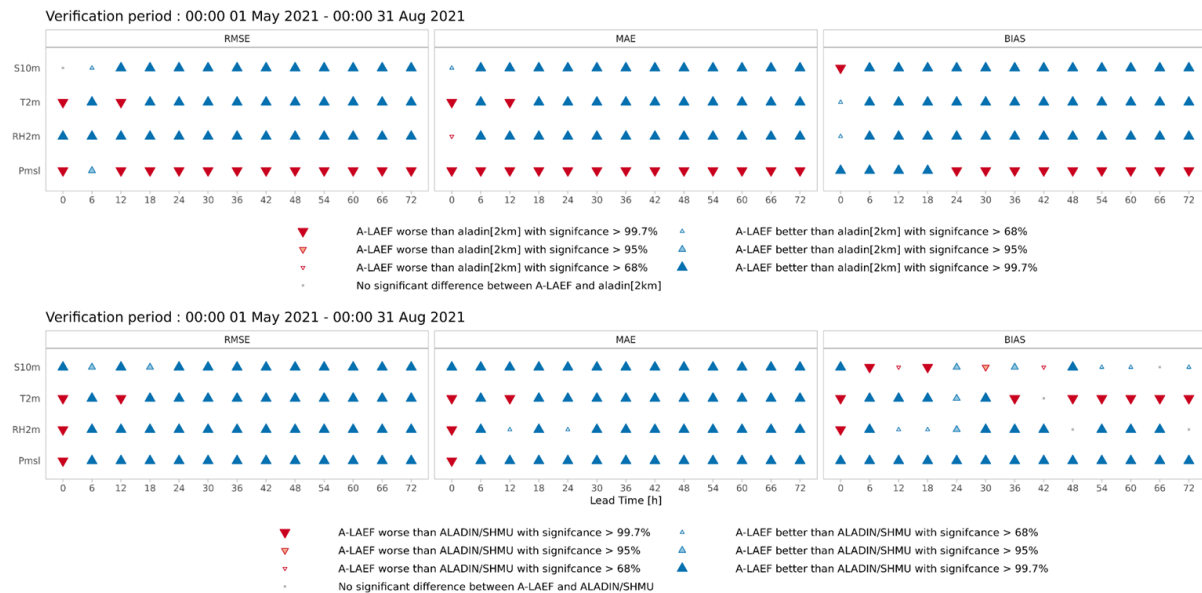 Verification period : 00:00 01 May 2021 - 00:00 31 Aug 2021
RMSE MAE BIAS
S10m
T2m
RH2m
Pmsl
0 6 12 18 24 30 36 42 48 54 60 66 72 0 6 12 18 24 30 36 42 48 54 60 66 72 0 6 12 18 24 30 36 42 48 54 60 66 72
A-LAEF worse than aladin[2km] with signifcance > 99.7% A-LAEF better than aladin[2km] with signifcance > 68%
A-LAEF worse than aladin[2km] with signifcance > 95% A-LAEF better than aladin[2km] with signifcance > 95%
A-LAEF worse than aladin[2km] with signifcance > 68% A-LAEF better than aladin[2km] with signifcance > 99.7%
No significant difference between A-LAEF and aladin[2km]
Verification period : 00:00 01 May 2021 - 00:00 31 Aug 2021
RMSE MAE BIAS
S10m
T2m
RH2m
Pmsl
0 6 12 18 24 30 36 42 48 54 60 66 72 0 6 12 18 24 30 36 42 48 54 60 66 72 0 6 12 18 24 30 36 42 48 54 60 66 72
Lead Time [h]
A-LAEF worse than ALADIN/SHMU with signifcance > 99.7% A-LAEF better than ALADIN/SHMU with signifcance > 68%
A-LAEF worse than ALADIN/SHMU with signifcance > 95% A-LAEF better than ALADIN/SHMU with signifcance > 95%
A-LAEF worse than ALADIN/SHMU with signifcance > 68% A-LAEF better than ALADIN/SHMU with signifcance > 99.7%
No significant difference between A-LAEF and ALADIN/SHMU